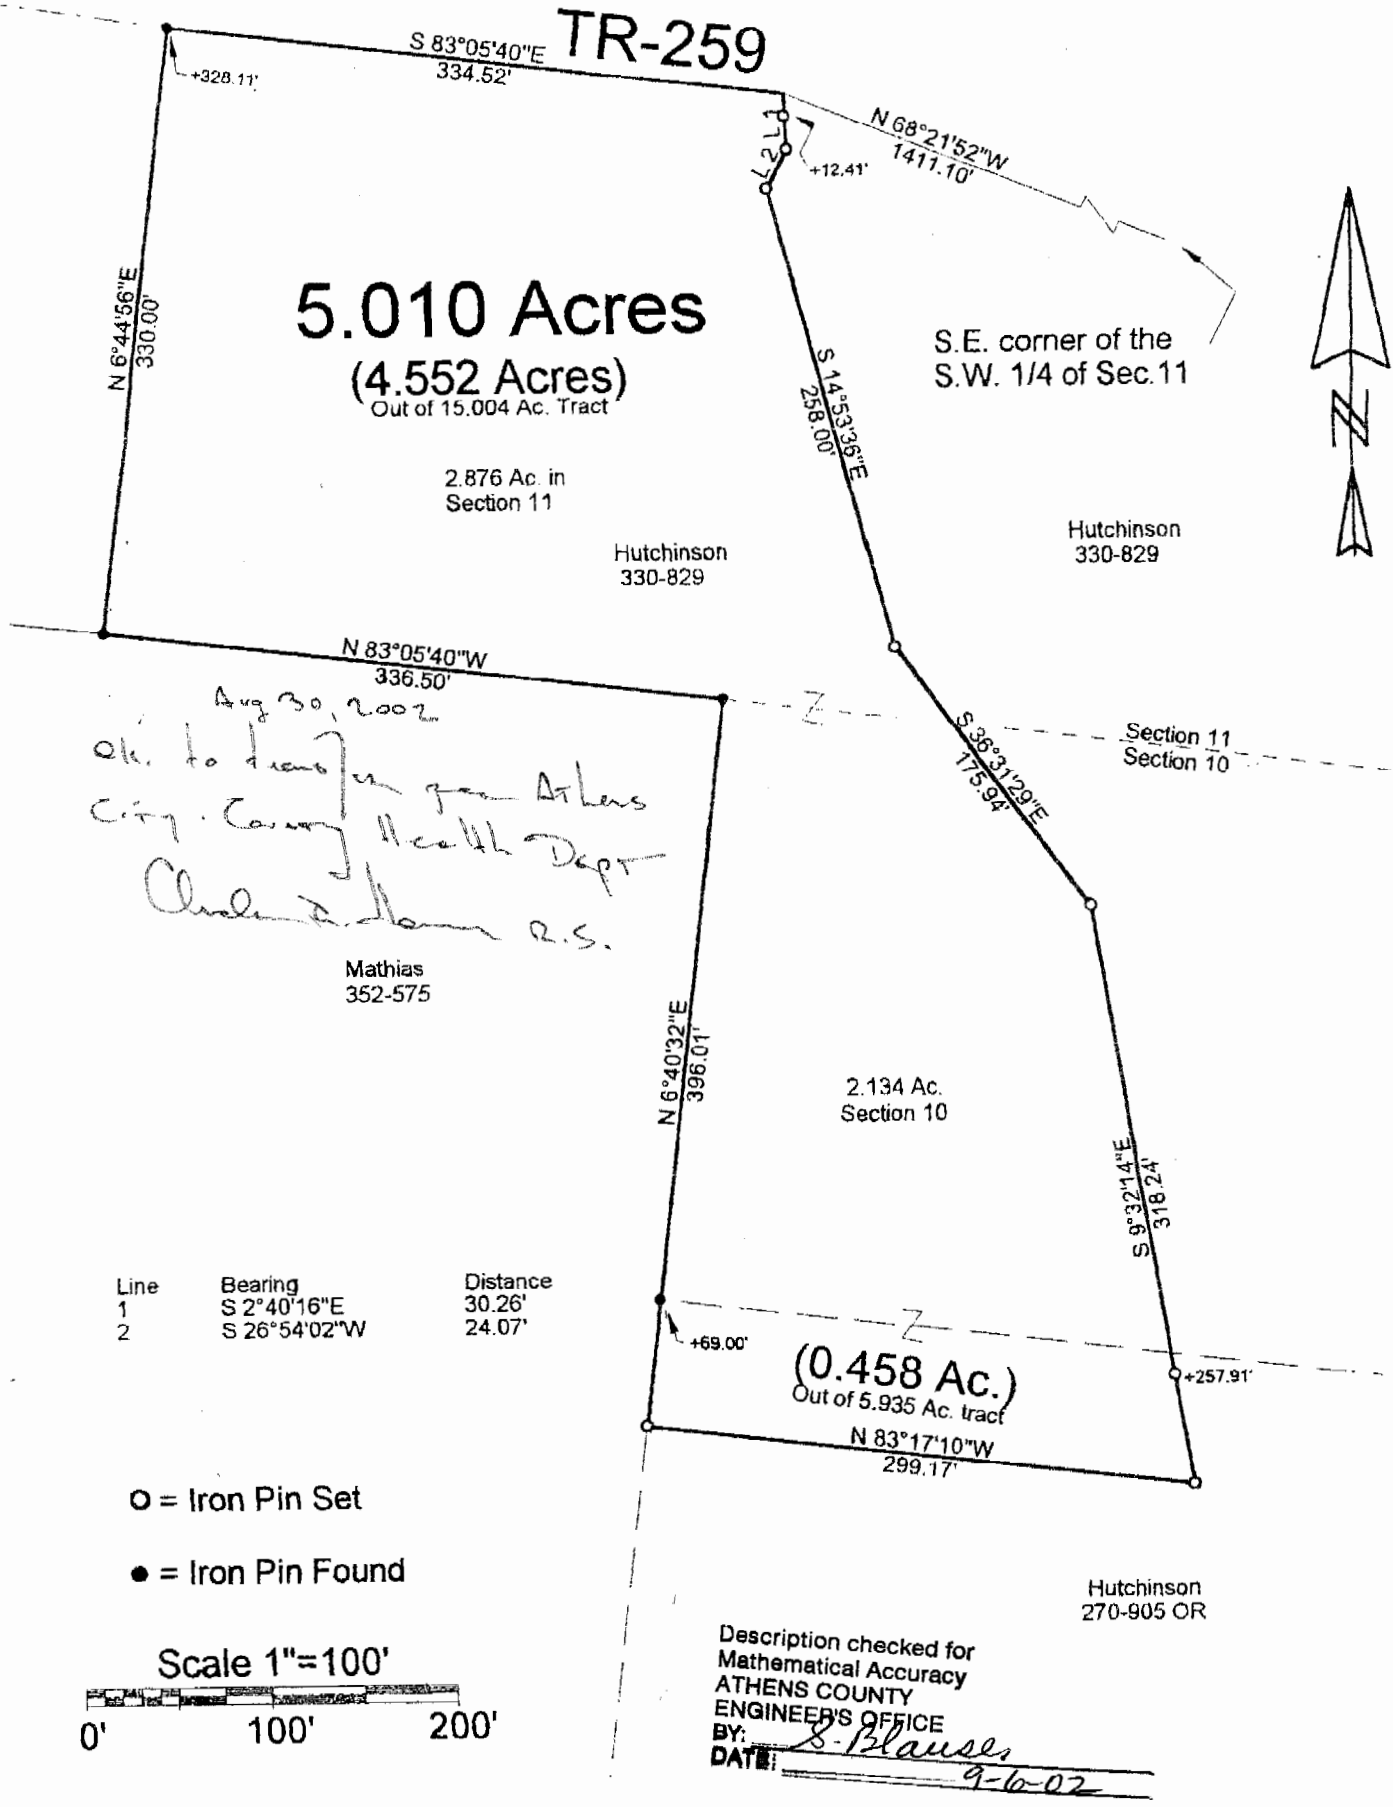 TR-259
S 83°05'40"E
334.52'
+328.11'
N 68°21'52"W
1411.10'
L1
L2
+12.41'
N 6°44'56"E
330.00'
5.010 Acres
(4.552 Acres)
Out of 15.004 Ac. Tract
S.E. corner of the
S.W. 1/4 of Sec.11
S 14°53'36"E
258.00'
N
2.876 Ac. in
Section 11
Hutchinson
330-829
Hutchinson
330-829
N 83°05'40"W
336.50'
Z
S 36°31'29"E
175.94'
Section 11
Section 10
Aug 30, 2002
ok. to transfer per Athens
City. County Health Dept
R.S.
Mathias
352-575
N 6°40'32"E
396.01'
2.134 Ac.
Section 10
S 9°32'14"E
318.24'
Line Bearing Distance
1 S 2°40'16"E 30.26'
2 S 26°54'02"W 24.07'
Z
+69.00'
(0.458 Ac.)
Out of 5.935 Ac. tract
+257.91'
N 83°17'10"W
299.17'
O = Iron Pin Set
● = Iron Pin Found
Hutchinson
270-905 OR
Scale 1"=100'
0' 100' 200'
Description checked for
Mathematical Accuracy
ATHENS COUNTY
ENGINEER'S OFFICE
BY: S. Blauser
DATE: 9-6-02